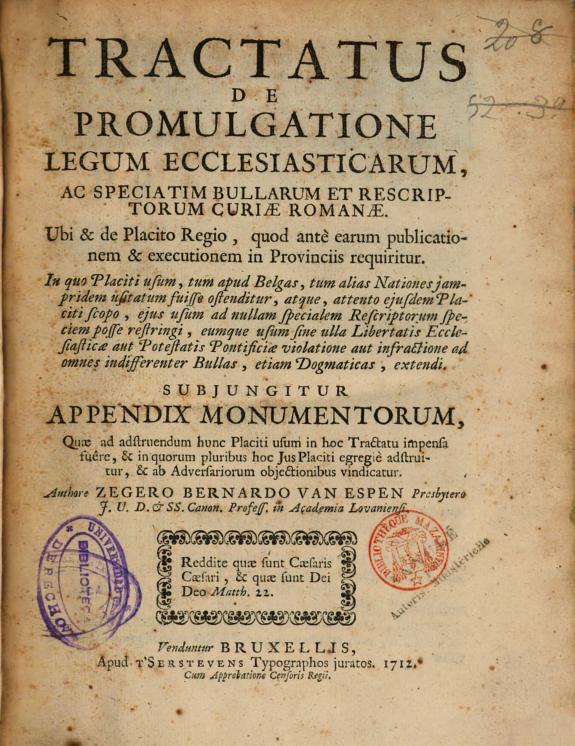 208
52-39
TRACTATUS
DE
PROMULGATIONE
LEGUM ECCLESIASTICARUM,
AC SPECIATIM BULLARUM ET RESCRIP-
TORUM CURIÆ ROMANÆ.
Ubi & de Placito Regio, quod antè earum publicatio-
nem & executionem in Provinciis requiritur.
In quo Placiti usum, tum apud Belgas, tum alias Nationes jam-
pridem usitatum fuisse ostenditur, atque, attento ejusdem Pla-
citi scopo, ejus usum ad nullam specialem Rescriptorum spe-
ciem posse restringi, eumque usum sine ulla Libertatis Eccle-
siasticæ aut Potestatis Pontificiæ violatione aut infractione ad
omnes indifferenter Bullas, etiam Dogmaticas, extendi.
SUBJUNGITUR
APPENDIX MONUMENTORUM,
Quæ ad adstruendum hunc Placiti usum in hoc Tractatu impensa
fuêre, & in quorum pluribus hoc Jus Placiti egregiè adstrui-
tur, & ab Adversariorum objectionibus vindicatur.
Authore ZEGERO BERNARDO VAN ESPEN Presbytero
J. U. D. & SS. Canon. Profess. in Academia Lovaniensi.
BIBLIOTHEQUE MAZARINE
Reddite quæ sunt Cæsaris
Cæsari, & quæ sunt Dei
Deo Matth. 22.
Venduntur BRUXELLIS,
Apud T'SERSTEVENS Typographos juratos. 1712.
Cum Approbatione Censoris Regii.